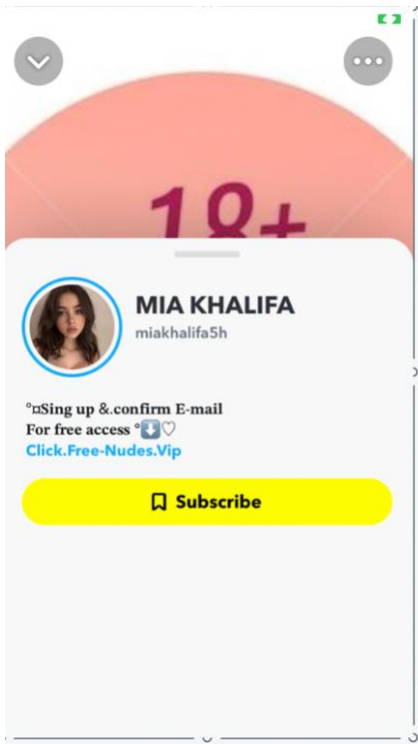 18+
MIA KHALIFA
miakhalifa5h
°¤Sing up &.confirm E-mail
For free access °⬇️♡
Click.Free-Nudes.Vip
Subscribe